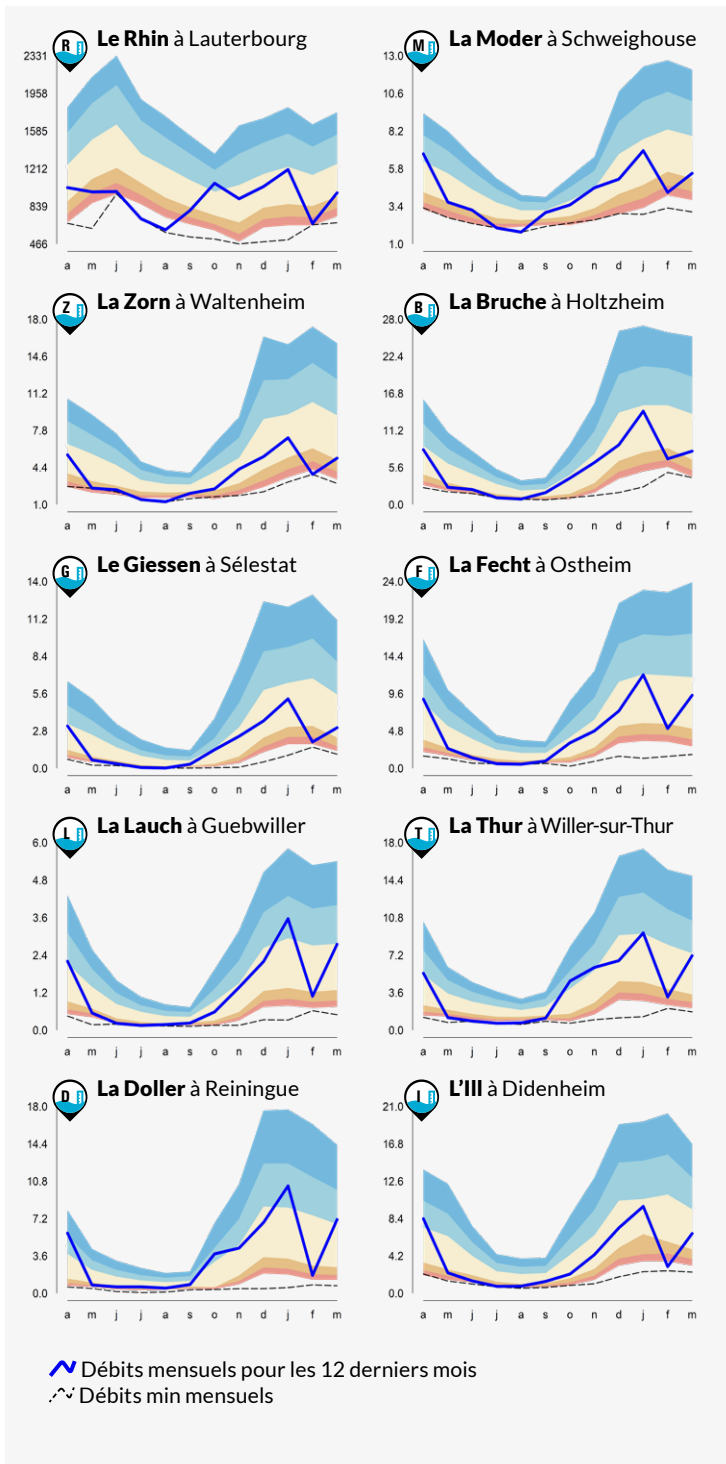 R Le Rhin à Lauterbourg
2331
1958
1585
1212
839
466
a m j j a s o n d j f m
M La Moder à Schweighouse
13.0
10.6
8.2
5.8
3.4
1.0
a m j j a s o n d j f m
Z La Zorn à Waltenheim
18.0
14.6
11.2
7.8
4.4
1.0
a m j j a s o n d j f m
B La Bruche à Holtzheim
28.0
22.4
16.8
11.2
5.6
0.0
a m j j a s o n d j f m
G Le Giessen à Sélestat
14.0
11.2
8.4
5.6
2.8
0.0
a m j j a s o n d j f m
F La Fecht à Ostheim
24.0
19.2
14.4
9.6
4.8
0.0
a m j j a s o n d j f m
L La Lauch à Guebwiller
6.0
4.8
3.6
2.4
1.2
0.0
a m j j a s o n d j f m
T La Thur à Willer-sur-Thur
18.0
14.4
10.8
7.2
3.6
0.0
a m j j a s o n d j f m
D La Doller à Reiningue
18.0
14.4
10.8
7.2
3.6
0.0
a m j j a s o n d j f m
I L'Ill à Didenheim
21.0
16.8
12.6
8.4
4.2
0.0
a m j j a s o n d j f m
Débits mensuels pour les 12 derniers mois
Débits min mensuels